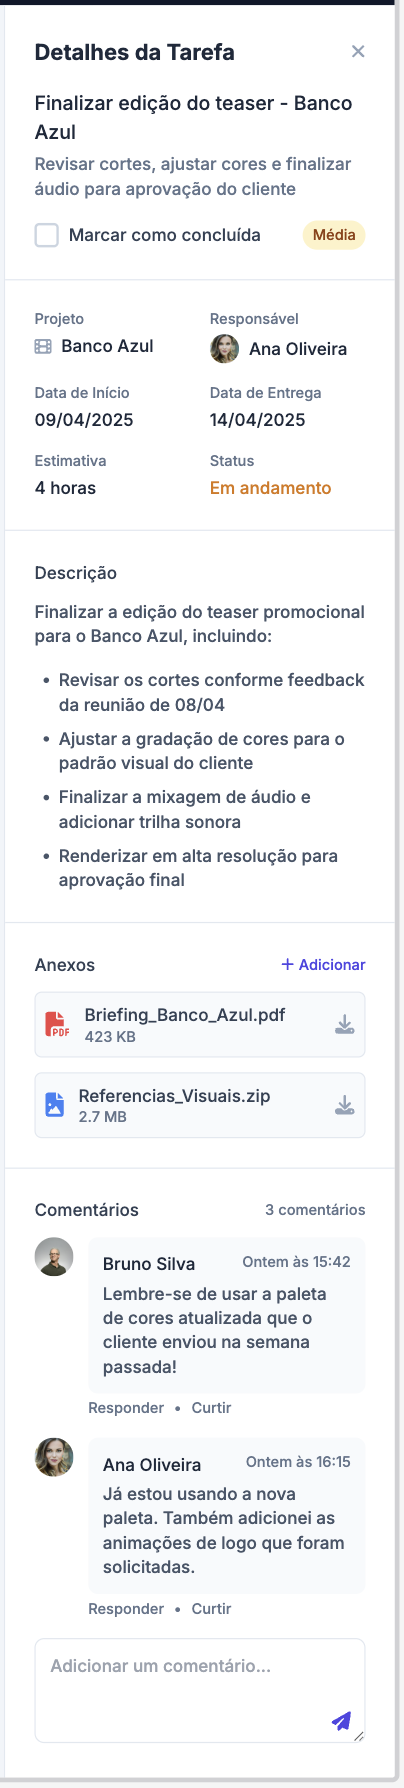 Detalhes da Tarefa
Finalizar edição do teaser - Banco
Azul
Revisar cortes, ajustar cores e finalizar
áudio para aprovação do cliente
Marcar como concluída
Média
Projeto
Responsável
Banco Azul
Ana Oliveira
Data de Início
Data de Entrega
09/04/2025
14/04/2025
Estimativa
Status
4 horas
Em andamento
Descrição
Finalizar a edição do teaser promocional
para o Banco Azul, incluindo:
• Revisar os cortes conforme feedback
da reunião de 08/04
• Ajustar a gradação de cores para o
padrão visual do cliente
• Finalizar a mixagem de áudio e
adicionar trilha sonora
• Renderizar em alta resolução para
aprovação final
Anexos
+ Adicionar
PDF
Briefing_Banco_Azul.pdf
423 KB
Referencias_Visuais.zip
2.7 MB
Comentários
3 comentários
Bruno Silva
Ontem às 15:42
Lembre-se de usar a paleta
de cores atualizada que o
cliente enviou na semana
passada!
Responder • Curtir
Ana Oliveira
Ontem às 16:15
Já estou usando a nova
paleta. Também adicionei as
animações de logo que foram
solicitadas.
Responder • Curtir
Adicionar um comentário...